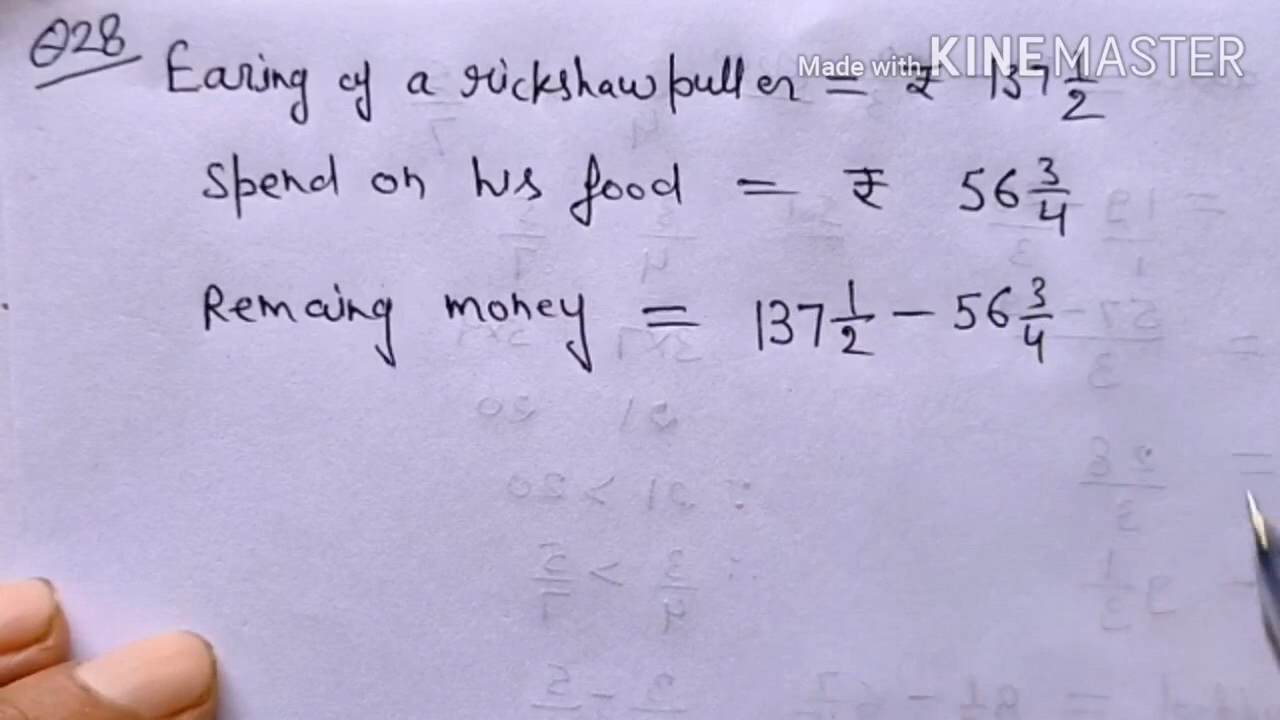 Q28 Earing of a rickshaw puller = ₹ 137 1/2
Made with KINEMASTER
Spend on his food = ₹ 56 3/4
Remaing money = 137 1/2 - 56 3/4